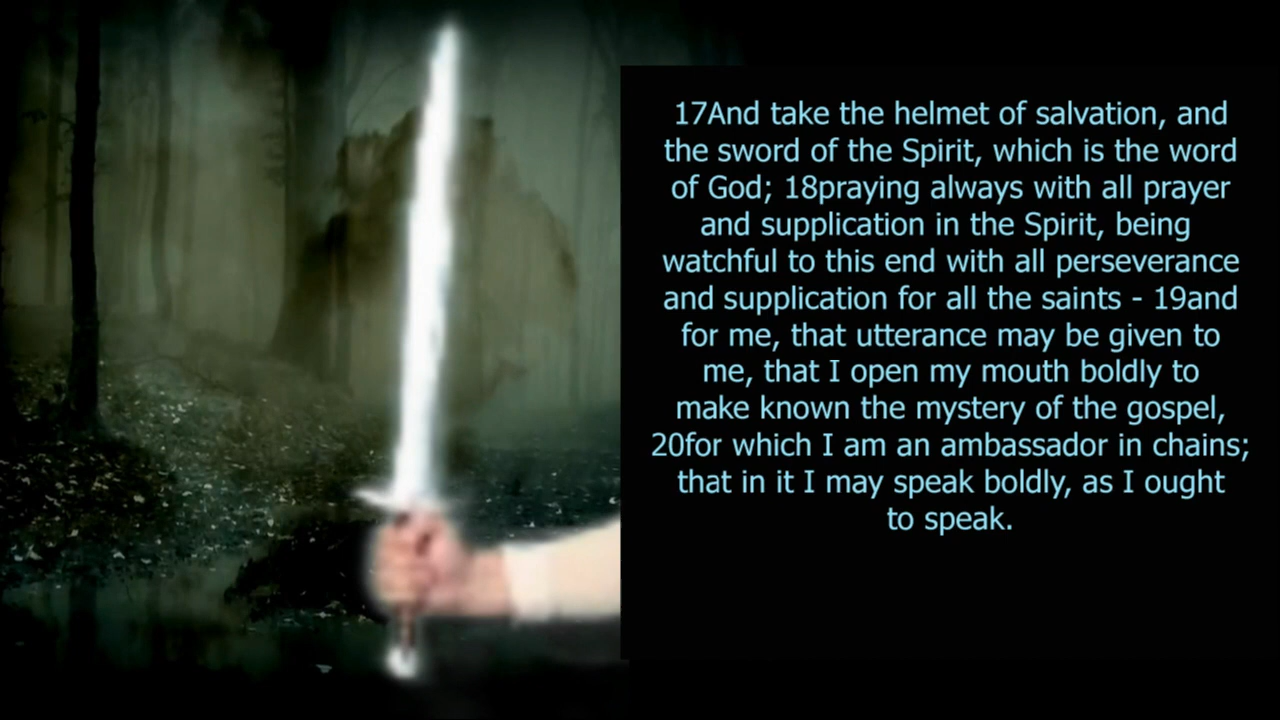 17And take the helmet of salvation, and
the sword of the Spirit, which is the word
of God; 18praying always with all prayer
and supplication in the Spirit, being
watchful to this end with all perseverance
and supplication for all the saints - 19and
for me, that utterance may be given to
me, that I open my mouth boldly to
make known the mystery of the gospel,
20for which I am an ambassador in chains;
that in it I may speak boldly, as I ought
to speak.